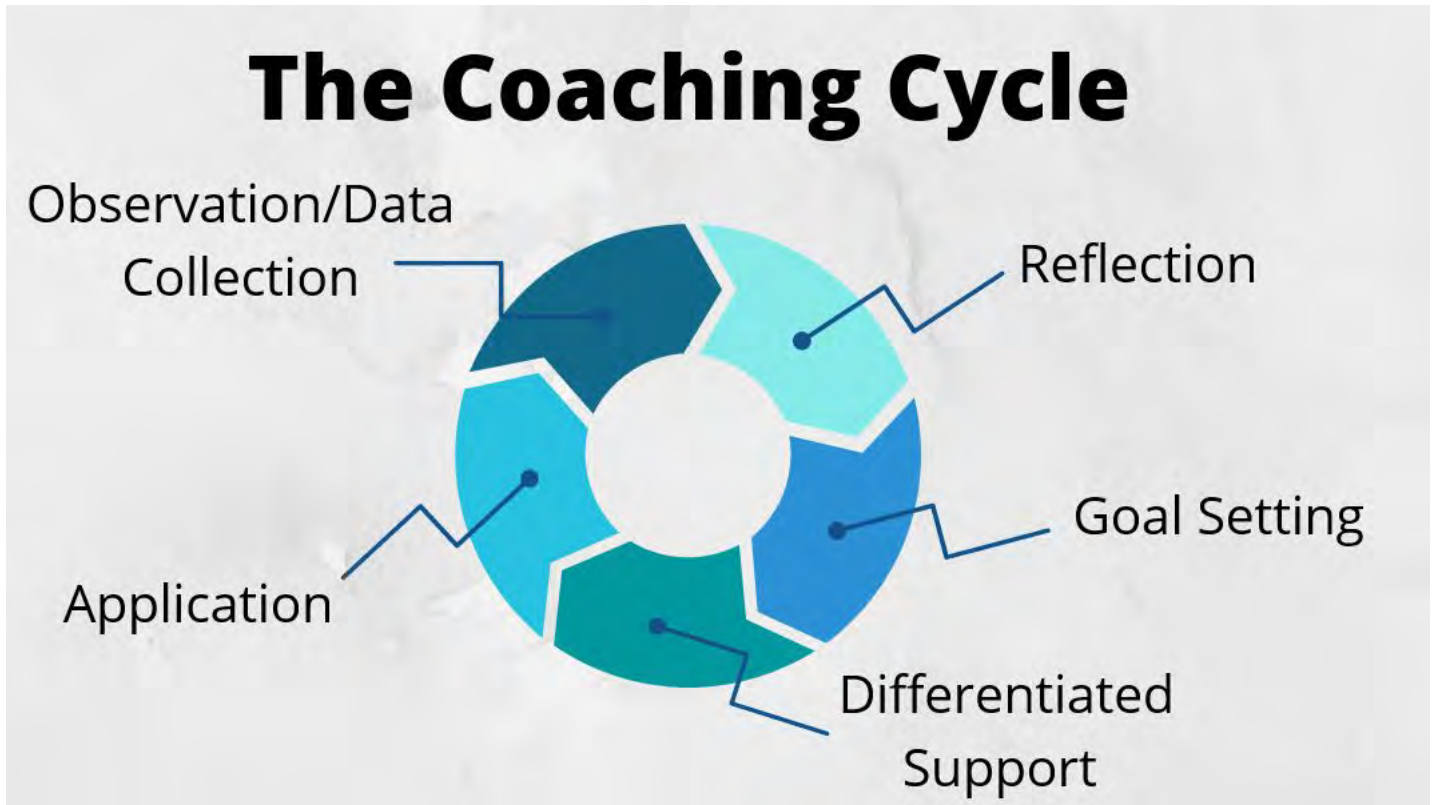 The Coaching Cycle
Observation/Data
Collection
Reflection
Goal Setting
Application
Differentiated
Support